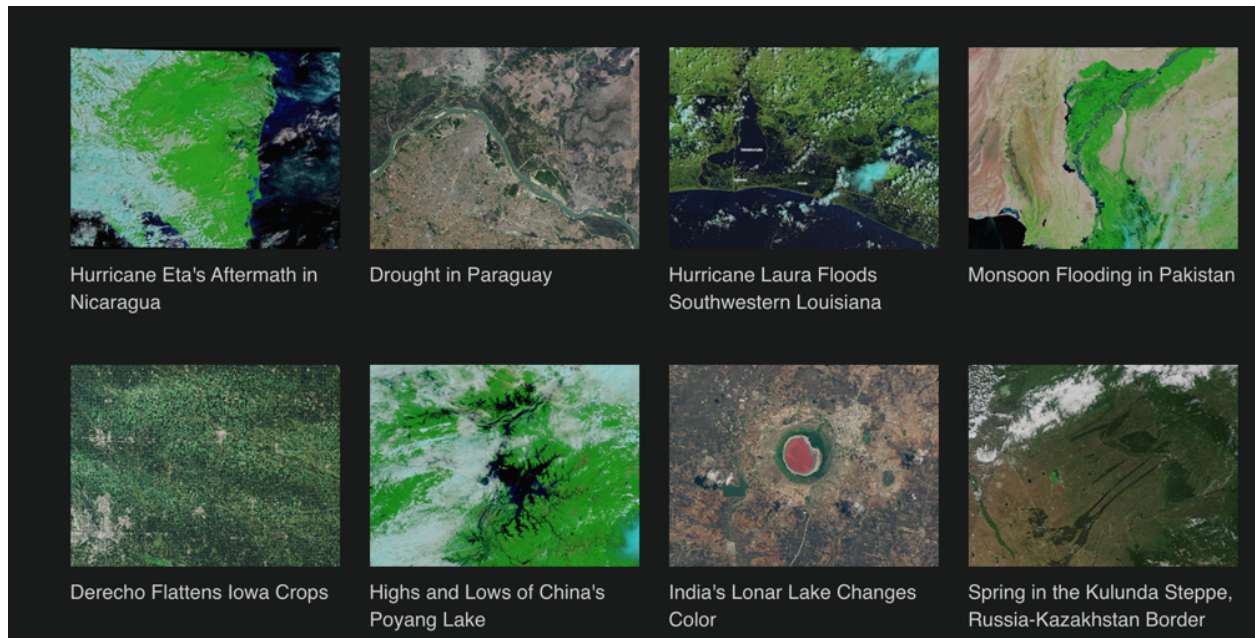 Hurricane Eta's Aftermath in
Nicaragua
Drought in Paraguay
Hurricane Laura Floods
Southwestern Louisiana
Monsoon Flooding in Pakistan
Derecho Flattens Iowa Crops
Highs and Lows of China's
Poyang Lake
India's Lonar Lake Changes
Color
Spring in the Kulunda Steppe,
Russia-Kazakhstan Border